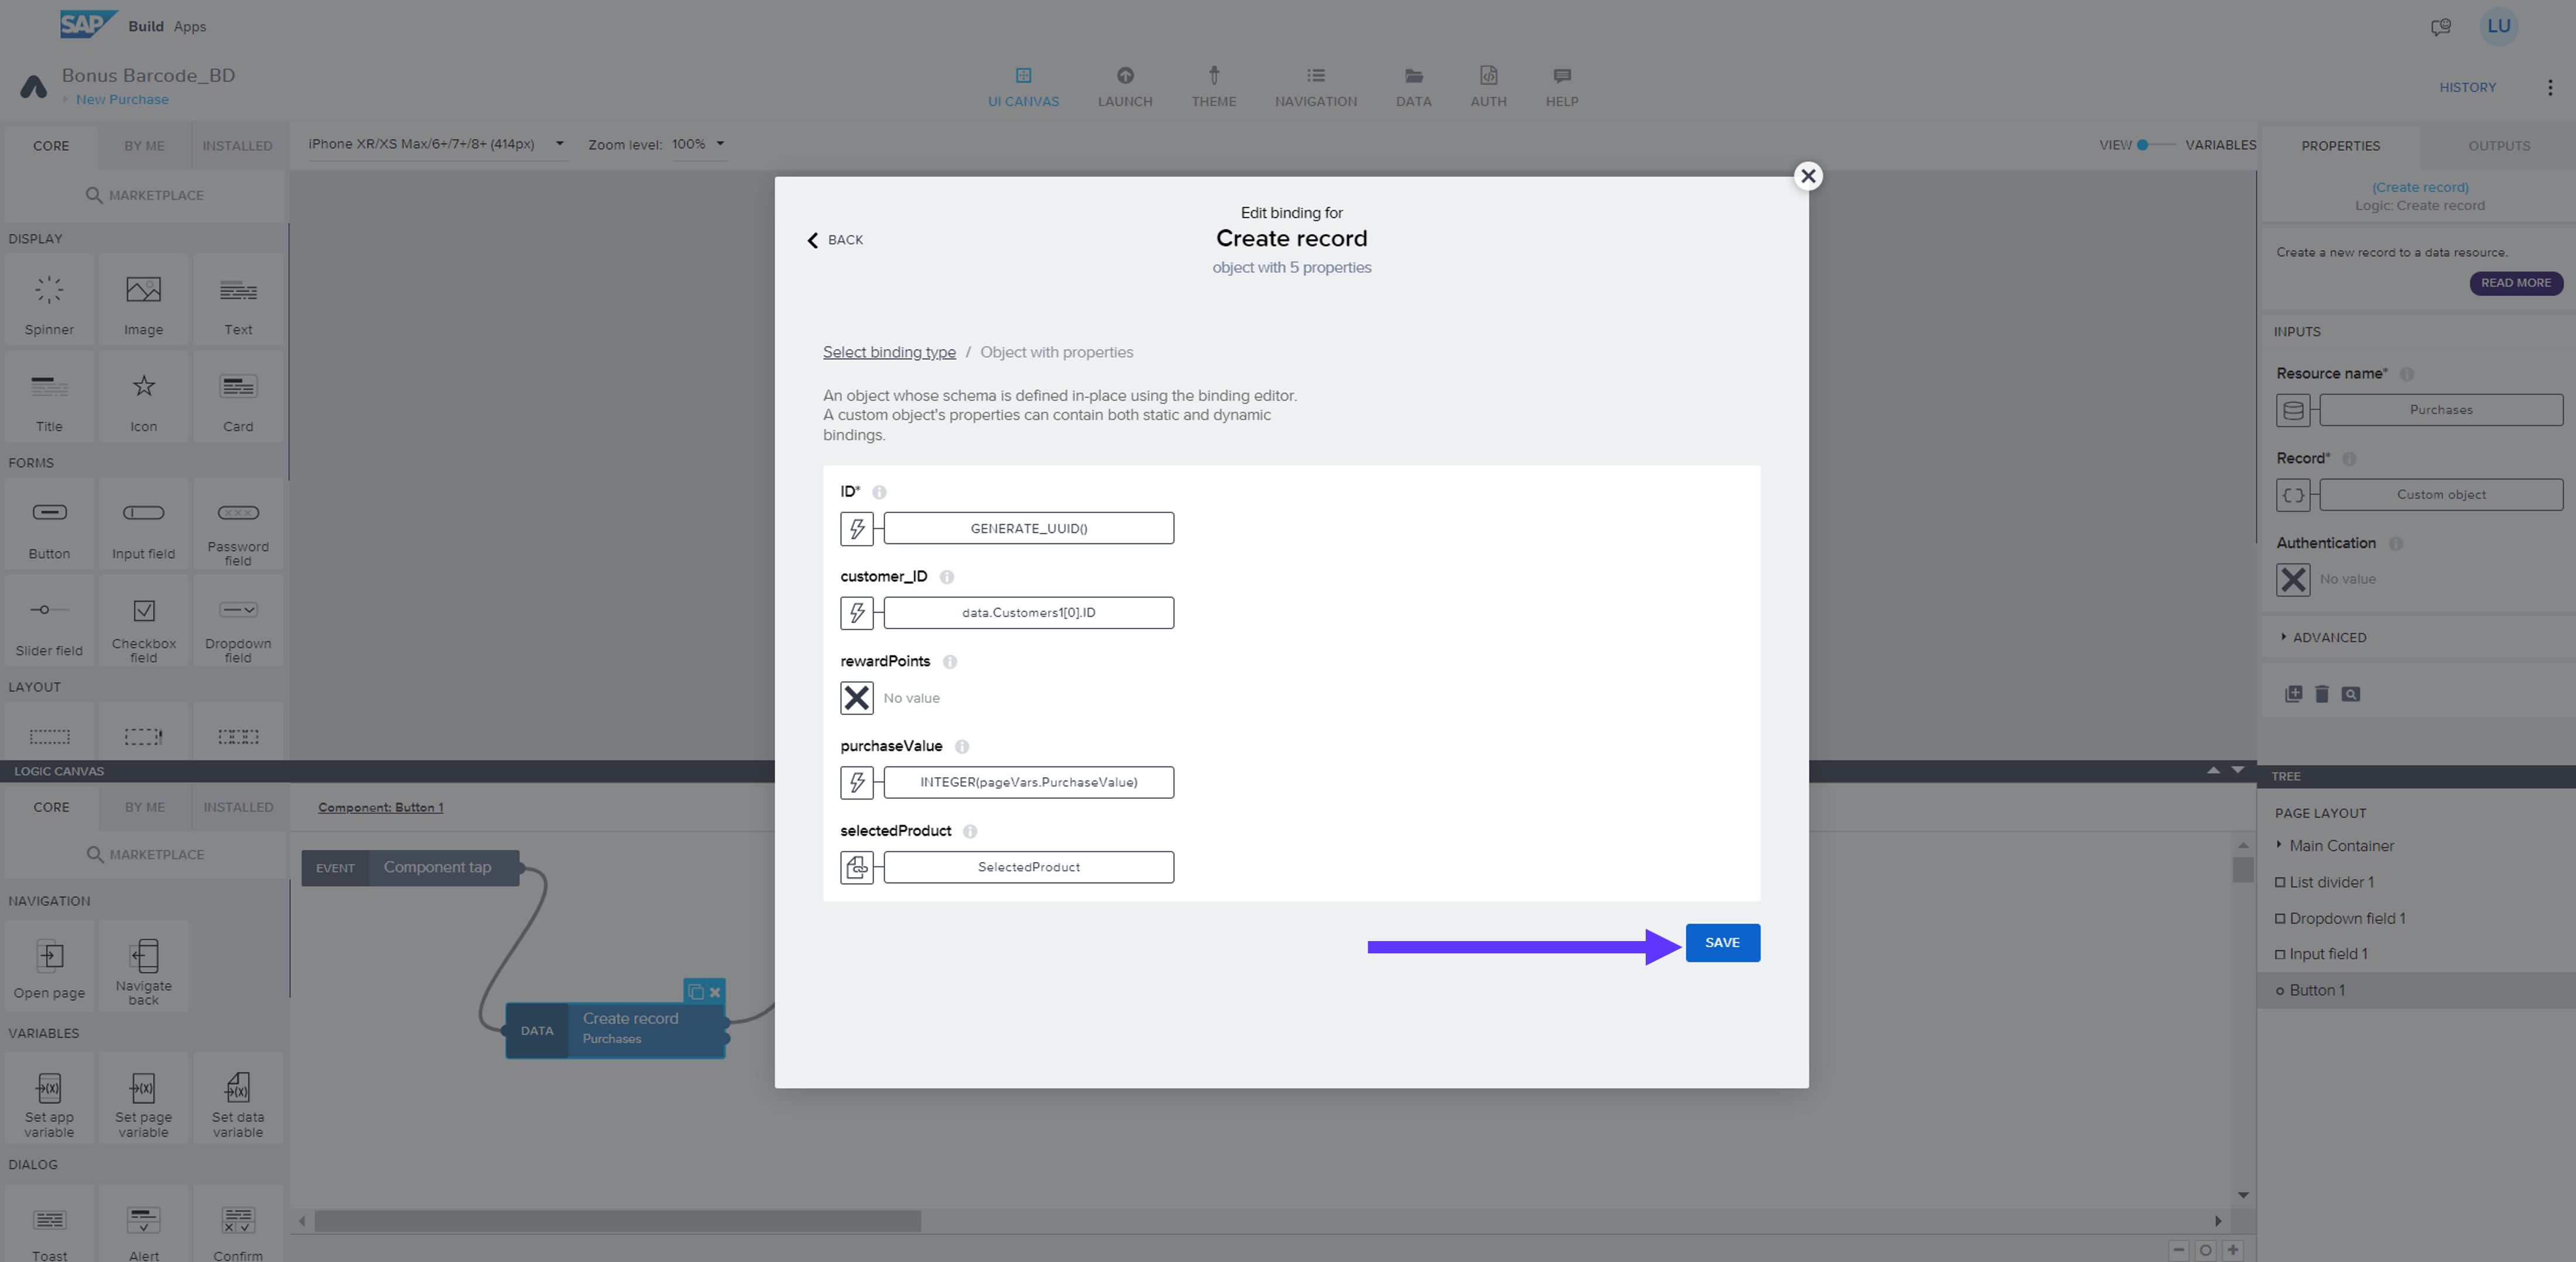 SAP Build Apps
LU
Bonus Barcode_BD
New Purchase
UI CANVAS
LAUNCH
THEME
NAVIGATION
DATA
AUTH
HELP
HISTORY
CORE
BY ME
INSTALLED
iPhone XR/XS Max/6+/7+/8+ (414px)
Zoom level: 100%
VIEW
VARIABLES
PROPERTIES
OUTPUTS
MARKETPLACE
DISPLAY
Spinner
Image
Text
Title
Icon
Card
FORMS
Button
Input field
Password
field
Slider field
Checkbox
field
Dropdown
field
LAYOUT
Edit binding for
Create record
object with 5 properties
BACK
Select binding type / Object with properties
An object whose schema is defined in-place using the binding editor.
A custom object's properties can contain both static and dynamic
bindings.
ID*
GENERATE_UUID()
customer_ID
data.Customers1[0].ID
rewardPoints
No value
purchaseValue
INTEGER(pageVars.PurchaseValue)
selectedProduct
SelectedProduct
SAVE
(Create record)
Logic: Create record
Create a new record to a data resource.
READ MORE
INPUTS
Resource name*
Purchases
Record*
Custom object
Authentication
No value
ADVANCED
LOGIC CANVAS
CORE
BY ME
INSTALLED
Component: Button 1
MARKETPLACE
EVENT
Component tap
NAVIGATION
Open page
Navigate
back
DATA
Create record
Purchases
VARIABLES
(x)
(x)
(x)
Set app
variable
Set page
variable
Set data
variable
DIALOG
Toast
Alert
Confirm
TREE
PAGE LAYOUT
Main Container
List divider 1
Dropdown field 1
Input field 1
Button 1